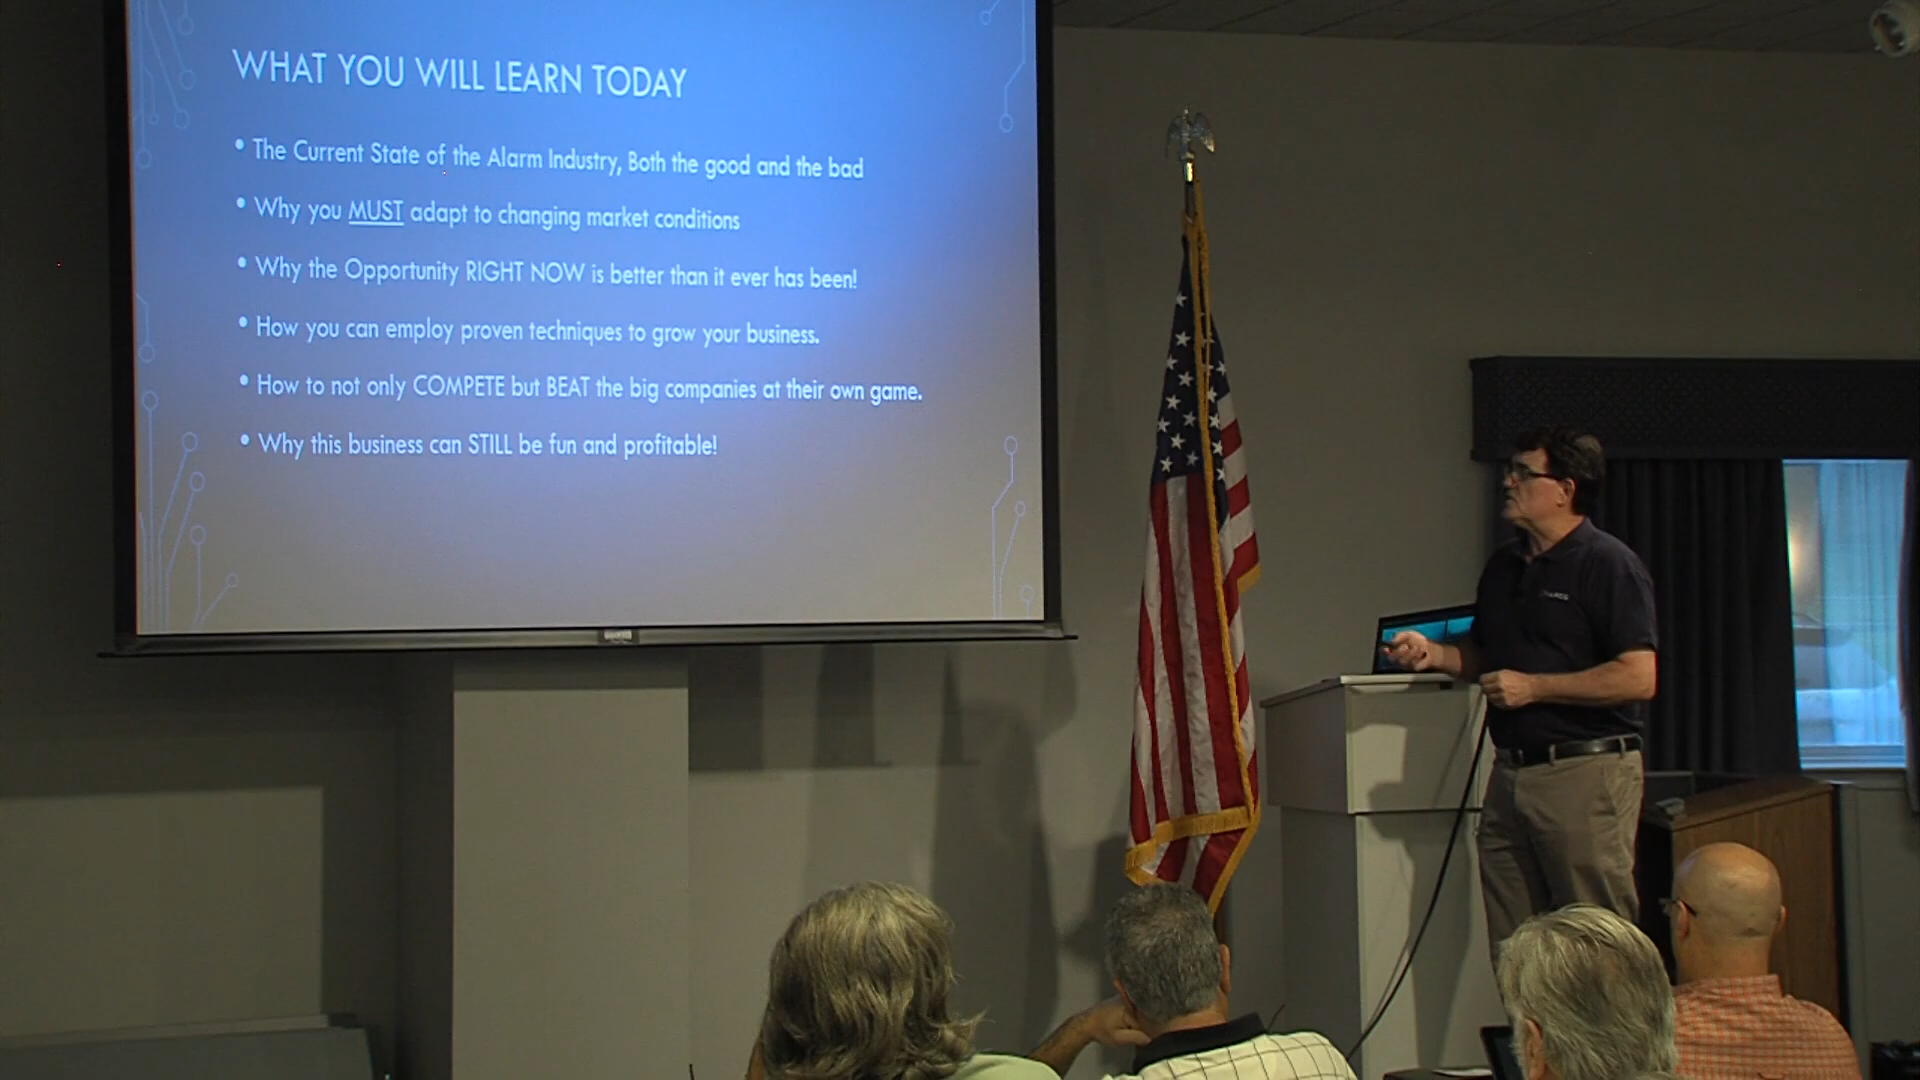 WHAT YOU WILL LEARN TODAY
• The Current State of the Alarm Industry, Both the good and the bad
• Why you MUST adapt to changing market conditions
• Why the Opportunity RIGHT NOW is better than it ever has been!
• How you can employ proven techniques to grow your business.
• How to not only COMPETE but BEAT the big companies at their own game.
• Why this business can STILL be fun and profitable!